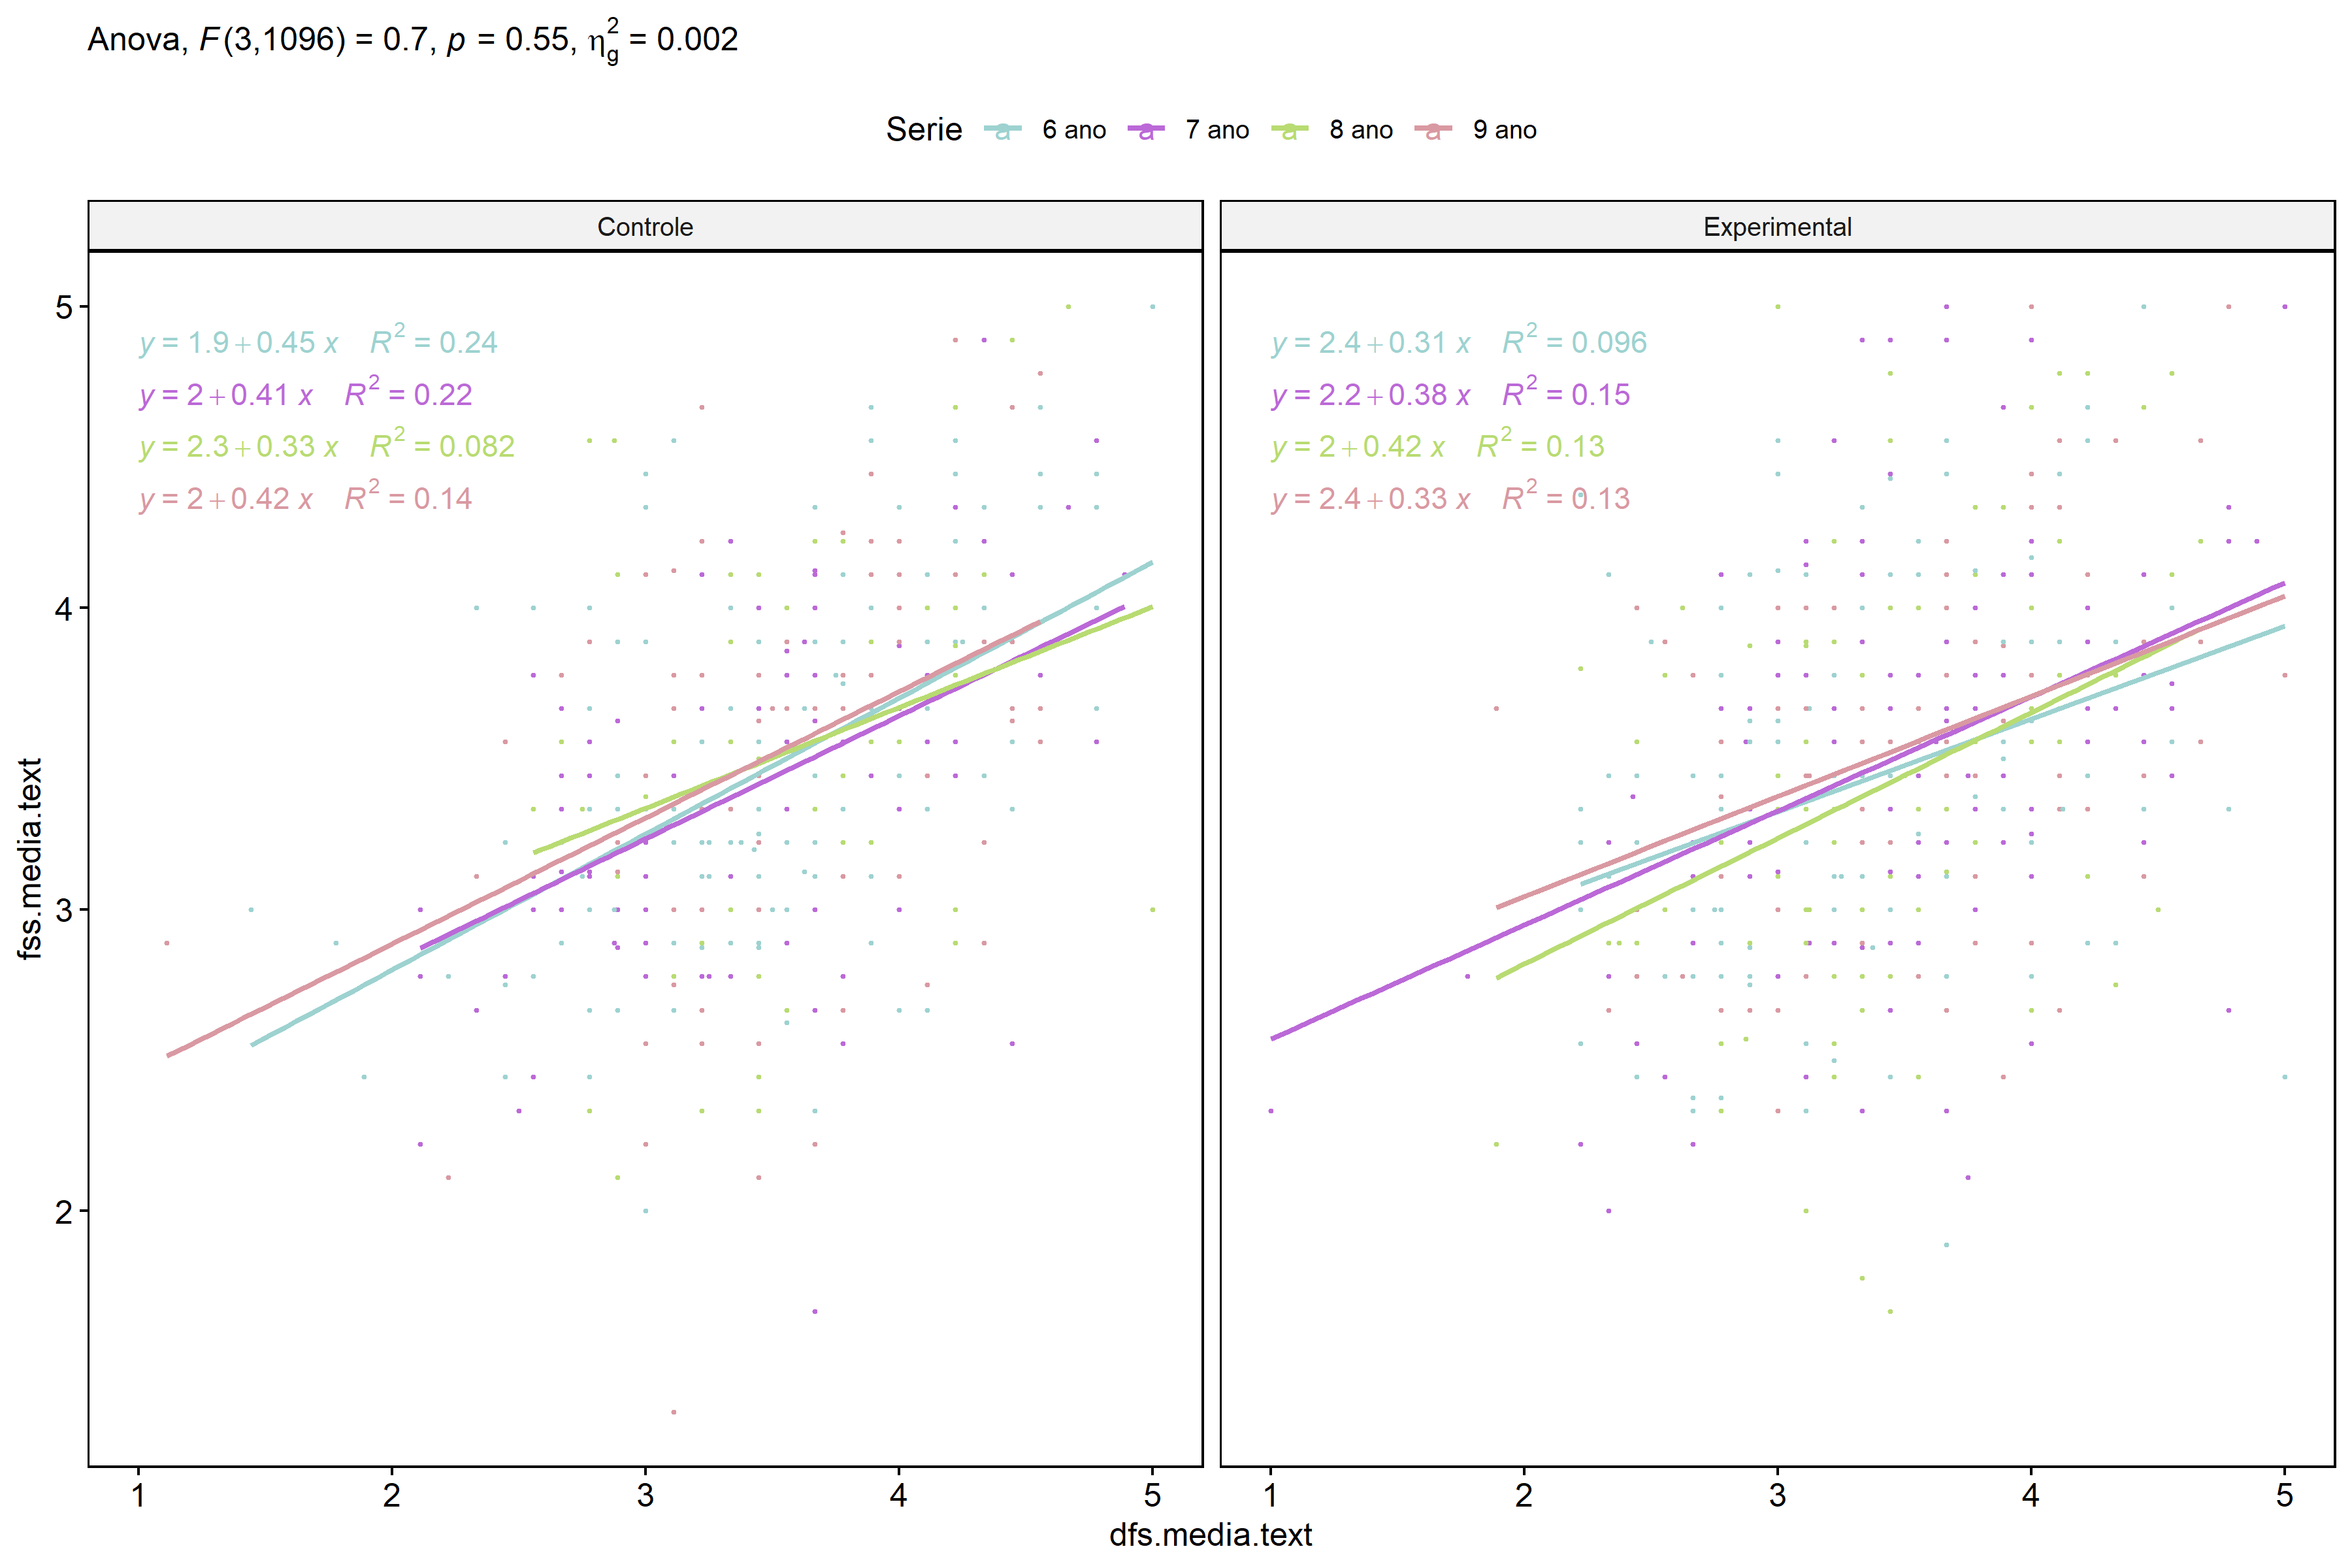 Anova, F(3,1096) = 0.7, p = 0.55, η²g = 0.002
Serie a 6 ano a 7 ano a 8 ano a 9 ano
Controle
Experimental
y = 1.9 + 0.45 x R² = 0.24
y = 2 + 0.41 x R² = 0.22
y = 2.3 + 0.33 x R² = 0.082
y = 2 + 0.42 x R² = 0.14
y = 2.4 + 0.31 x R² = 0.096
y = 2.2 + 0.38 x R² = 0.15
y = 2 + 0.42 x R² = 0.13
y = 2.4 + 0.33 x R² = 0.13
5
4
3
2
fss.media.text
1 2 3 4 5
1 2 3 4 5
dfs.media.text